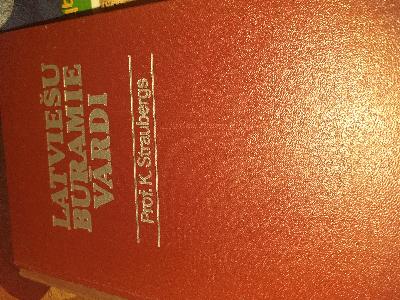 LATVIEŠU
BURAMIE
VĀRDI
Prof. K. Straubergs